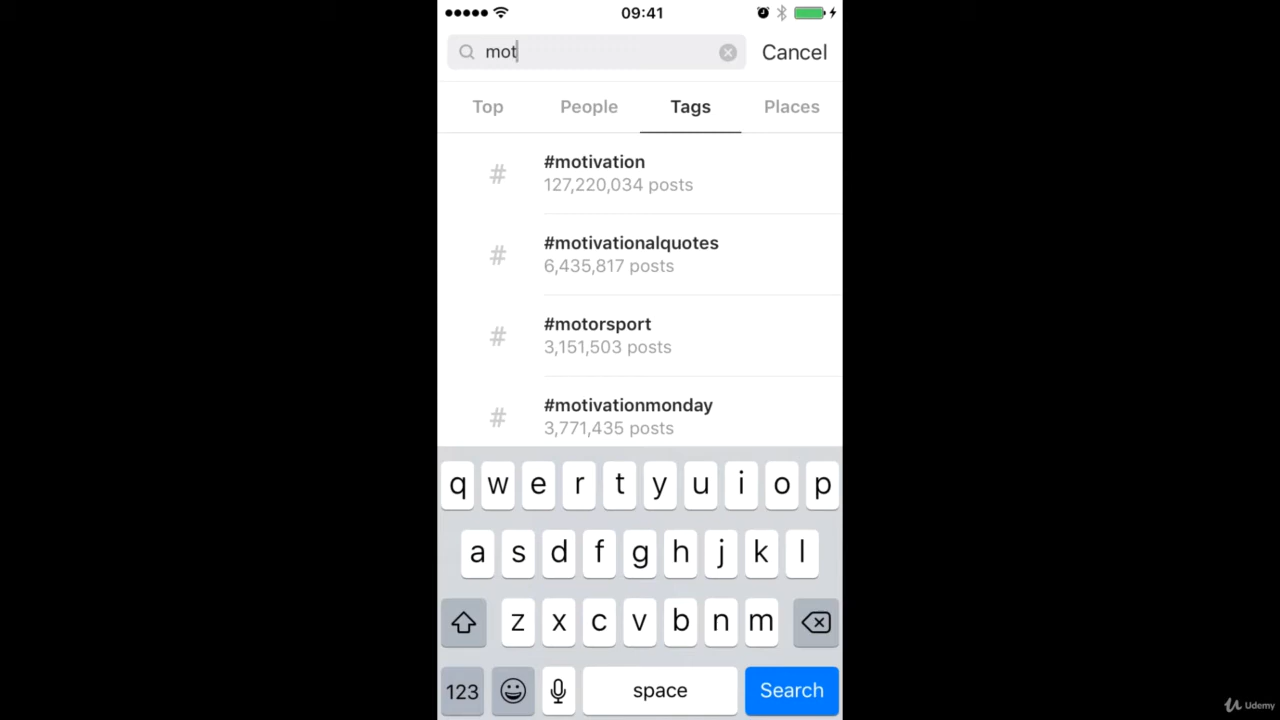 09:41
mot
Cancel
Top People Tags Places
# #motivation
127,220,034 posts
# #motivationalquotes
6,435,817 posts
# #motorsport
3,151,503 posts
# #motivationmonday
3,771,435 posts
q w e r t y u i o p
a s d f g h j k l
z x c v b n m
123 space Search
Udemy